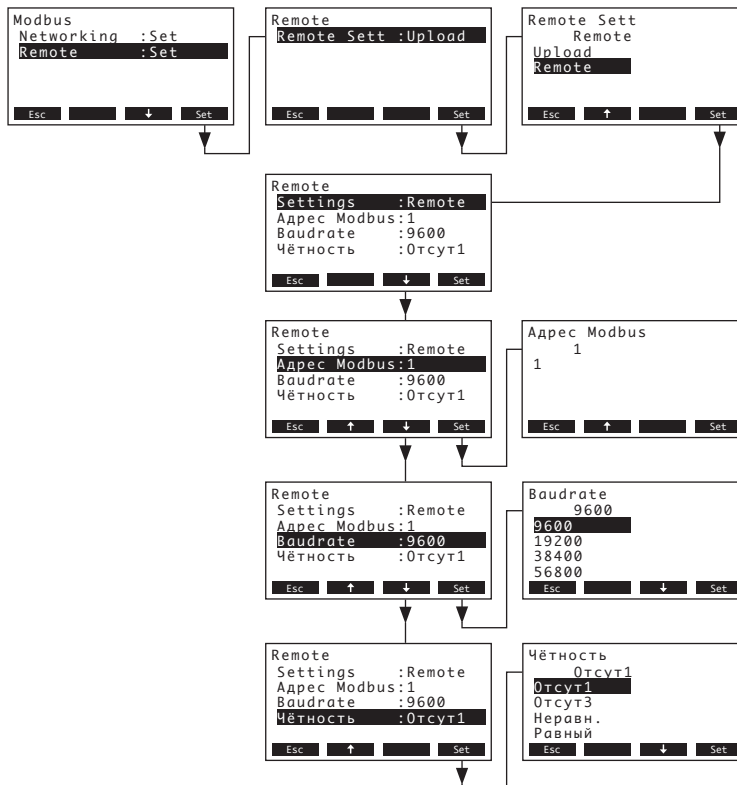 Modbus
Networking :Set
Remote :Set
Esc ↓ Set
Remote
Remote Sett :Upload
Esc Set
Remote Sett
Remote
Upload
Remote
Esc ↑ Set
Remote
Settings :Remote
Адрес Modbus:1
Baudrate :9600
Чётность :Отсут1
Esc ↓ Set
Remote
Settings :Remote
Адрес Modbus:1
Baudrate :9600
Чётность :Отсут1
Esc ↑ ↓ Set
Адрес Modbus
1
1
Esc ↑ Set
Remote
Settings :Remote
Адрес Modbus:1
Baudrate :9600
Чётность :Отсут1
Esc ↑ ↓ Set
Baudrate
9600
9600
19200
38400
56800
Esc ↓ Set
Remote
Settings :Remote
Адрес Modbus:1
Baudrate :9600
Чётность :Отсут1
Esc ↑ Set
Чётность
Отсут1
Отсут1
Отсут3
Неравн.
Равный
Esc ↓ Set